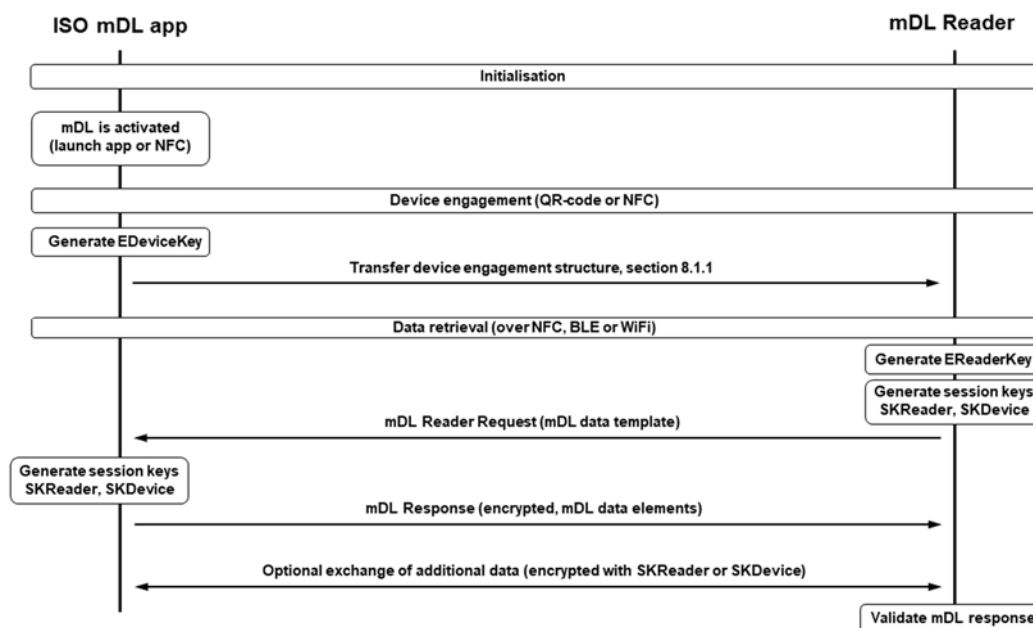 ISO mDL app
mDL Reader
Initialisation
mDL is activated
(launch app or NFC)
Device engagement (QR-code or NFC)
Generate EDeviceKey
Transfer device engagement structure, section 8.1.1
Data retrieval (over NFC, BLE or WiFi)
Generate EReaderKey
Generate session keys
SKReader, SKDevice
mDL Reader Request (mDL data template)
Generate session keys
SKReader, SKDevice
mDL Response (encrypted, mDL data elements)
Optional exchange of additional data (encrypted with SKReader or SKDevice)
Validate mDL response